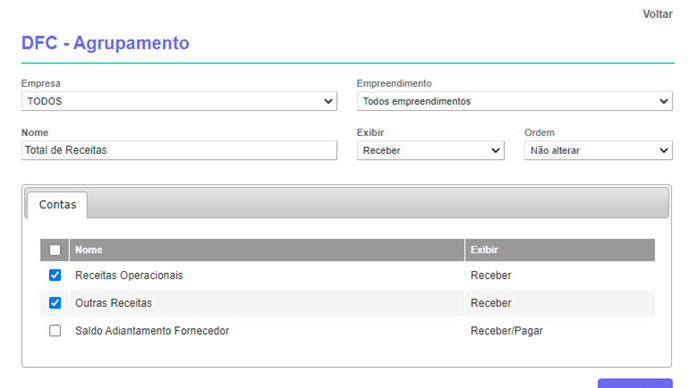 Voltar
DFC - Agrupamento
Empresa Empreendimento
TODOS Todos empreendimentos
Nome Exibir Ordem
Total de Receitas Receber Não alterar
Contas
Nome Exibir
Receitas Operacionais Receber
Outras Receitas Receber
Saldo Adiantamento Fornecedor Receber/Pagar